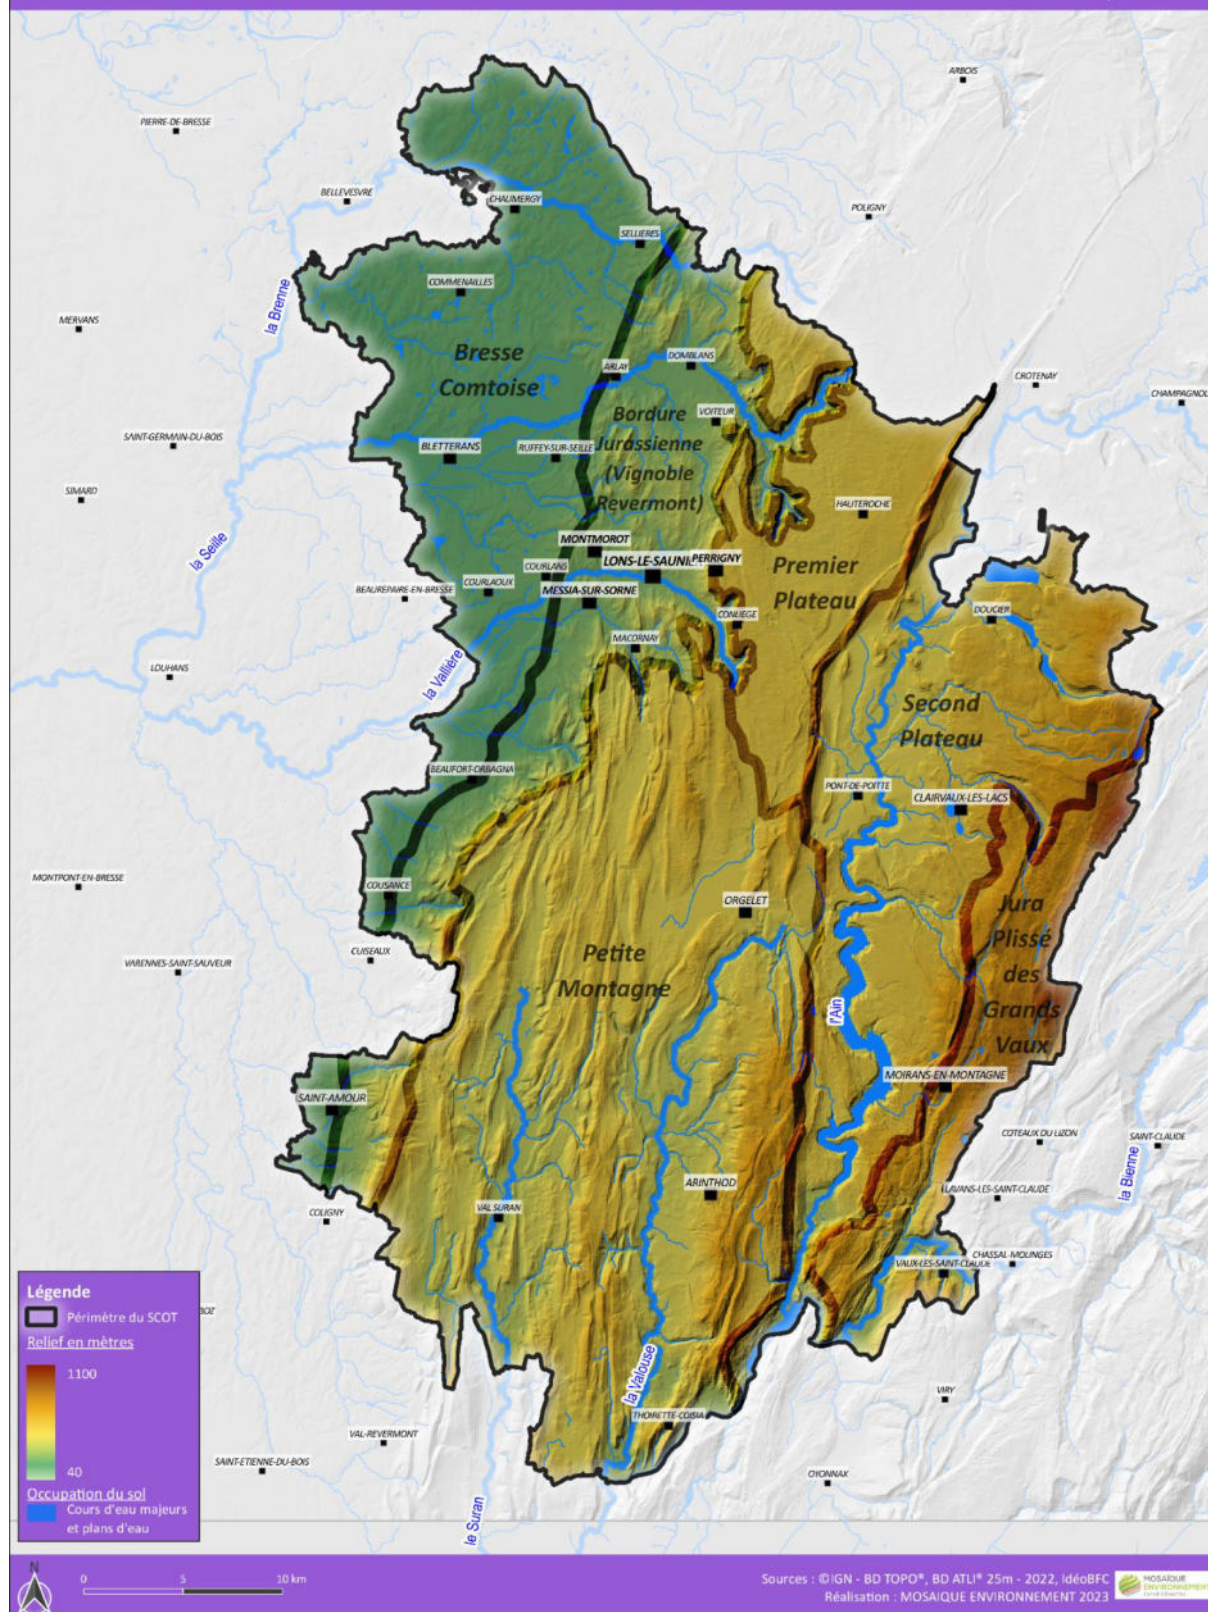 ARBOIS
PIERRE-DE-BRESSE
BELLEVESVRE
CHAUMERGY
POLIGNY
SELLIERES
COMMENAILLES
la Brenne
MERVANS
Bresse
Comtoise
ARLAY
DOMBLANS
CROTENAY
CHAMPAGNOL
Bordure
Jurassienne
(Vignoble
Revermont)
VOITEUR
SAINT-GERMAIN-DU-BOIS
BLETTERANS
RUFFEY-SUR-SEILLE
SIMARD
HAUTEROCHE
la Seille
MONTMOROT
LONS-LE-SAUNIE
PERRIGNY
Premier
Plateau
COURLANS
COURLAOUX
BEAUREPAIRE-EN-BRESSE
MESSIA-SUR-SORNE
CONLIEGE
DOUCIER
MACORNAY
LOUHANS
la Vallière
Second
Plateau
BEAUFORT-ORBAGNA
PONT-DE-POITTE
CLAIRVAUX-LES-LACS
MONTPONT-EN-BRESSE
COUSANCE
ORGELET
Jura
Plissé
des
Grands
Vaux
CUISEAUX
VARENNES-SAINT-SAUVEUR
Petite
Montagne
l'Ain
MOIRANS-EN-MONTAGNE
SAINT-AMOUR
COTEAUX DU LIZON
SAINT-CLAUDE
la Bienne
ARINTHOD
LAVANS-LES-SAINT-CLAUDE
COLIGNY
VAL SURAN
CHASSAL-MOLINGES
VAUX-LES-SAINT-CLAUDE
Légende
Périmètre du SCOT
Relief en mètres
1100
40
Occupation du sol
Cours d'eau majeurs
et plans d'eau
la Valouse
VIRY
THOIRETTE-COISIA
VAL-REVERMONT
SAINT-ETIENNE-DU-BOIS
OYONNAX
le Suran
N
0 5 10 km
Sources : ©IGN - BD TOPO®, BD ATLI® 25m - 2022, IdéoBFC
Réalisation : MOSAIQUE ENVIRONNEMENT 2023
MOSAÏQUE
ENVIRONNEMENT